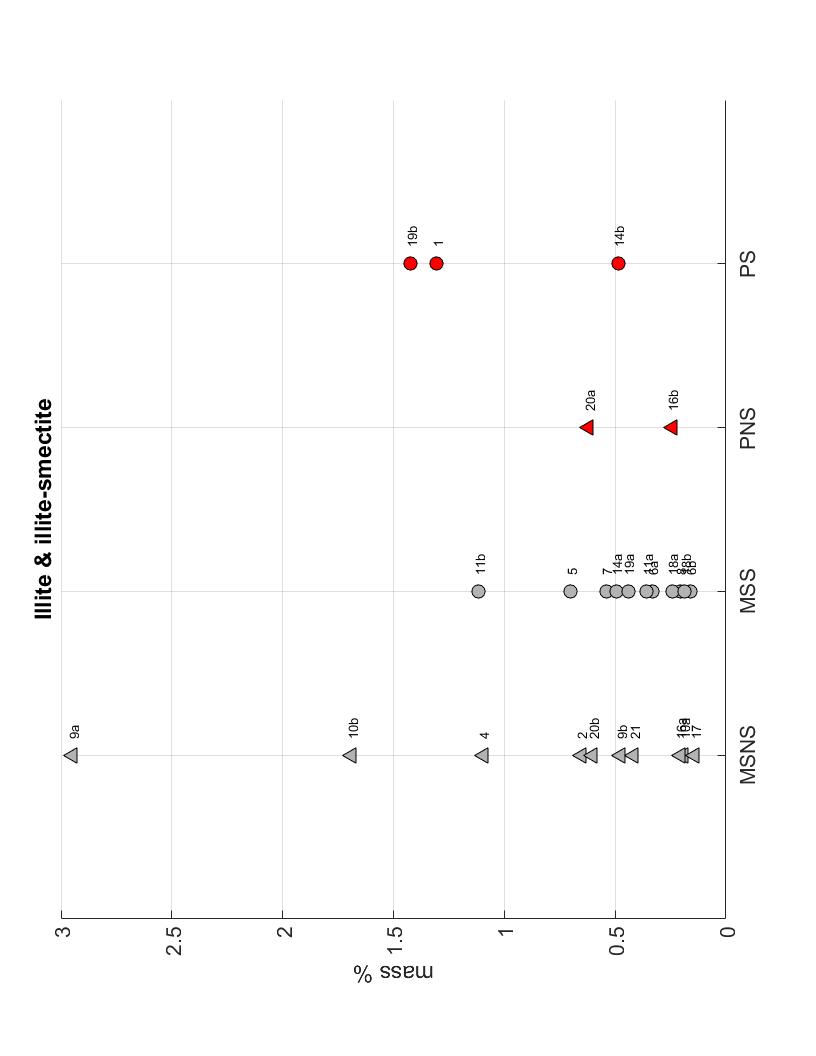 Illite & illite-smectite
mass %
3
2.5
2
1.5
1
0.5
0
9a
10b
4
2
20b
9b
21
16a
10a
17
11b
5
7
14a
19a
11a
6a
18a
18b
6b
20a
16b
19b
1
14b
MSNS
MSS
PNS
PS